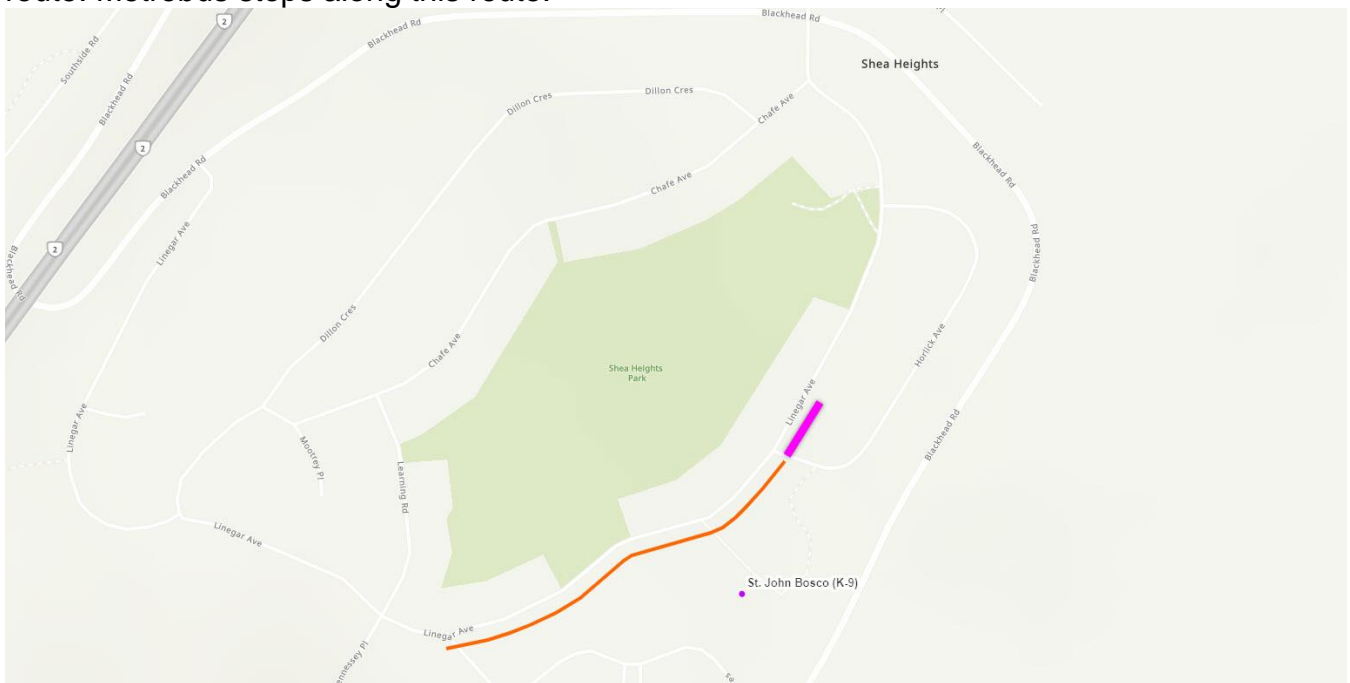 route. Metrobus stops along this route.
Blackhead Rd
2
Southside Rd
Blackhead Rd
Shea Heights
Blackhead Rd
Dillon Cres
Dillon Cres
Chafe Ave
2
Blackhead Rd
Blackhead Rd
Chafe Ave
Linegar Ave
2
Blackhead Rd
Blackhead Rd
Dillon Cres
Chafe Ave
Horlick Ave
Shea Heights
Park
Linegar Ave
Linegar Ave
Blackhead Rd
Mootrey Pl
Learning Rd
Linegar Ave
St. John Bosco (K-9)
Linegar Ave